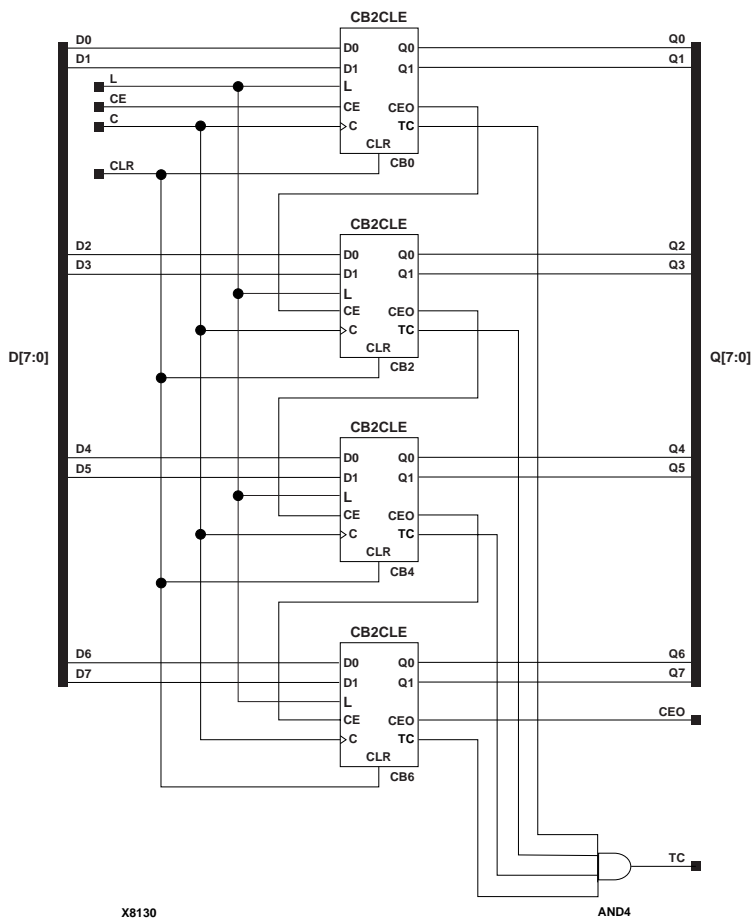 CB2CLE
D0 D0 Q0 Q0
D1 D1 Q1 Q1
L L
CE CE CEO
C C TC
CLR
CLR CB0
CB2CLE
D2 D0 Q0 Q2
D3 D1 Q1 Q3
L
CE CEO
C TC
CLR
D[7:0] CB2 Q[7:0]
CB2CLE
D4 D0 Q0 Q4
D5 D1 Q1 Q5
L
CE CEO
C TC
CLR
CB4
CB2CLE
D6 D0 Q0 Q6
D7 D1 Q1 Q7
L
CE CEO CEO
C TC
CLR
CB6
TC
X8130 AND4